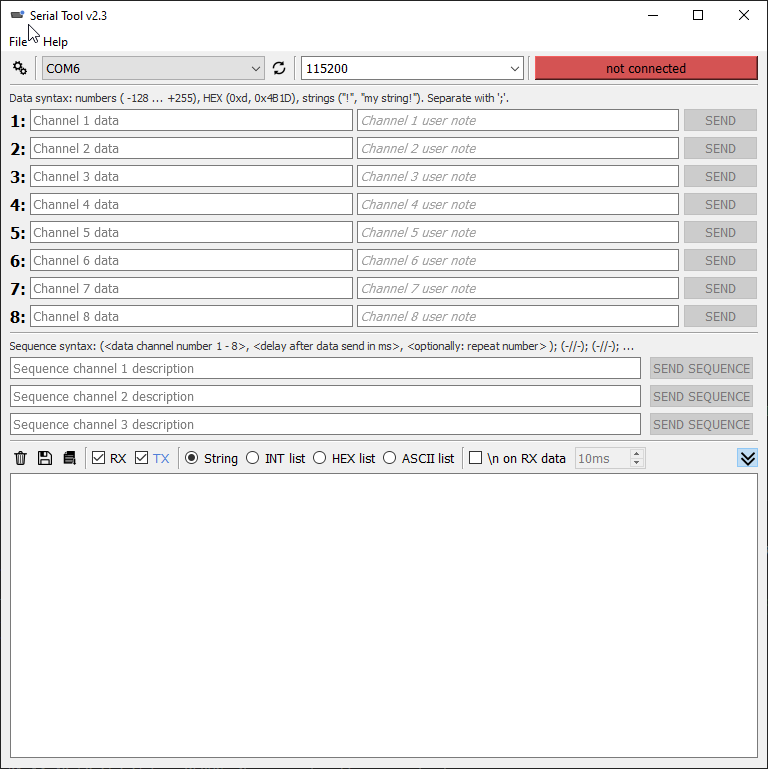 Serial Tool v2.3
File Help
COM6 115200 not connected
Data syntax: numbers ( -128 ... +255), HEX (0xd, 0x4B1D), strings ("!", "my string!"). Separate with ';'.
1: Channel 1 data Channel 1 user note SEND
2: Channel 2 data Channel 2 user note SEND
3: Channel 3 data Channel 3 user note SEND
4: Channel 4 data Channel 4 user note SEND
5: Channel 5 data Channel 5 user note SEND
6: Channel 6 data Channel 6 user note SEND
7: Channel 7 data Channel 7 user note SEND
8: Channel 8 data Channel 8 user note SEND
Sequence syntax: (<data channel number 1 - 8>, <delay after data send in ms>, <optionally: repeat number> ); (-//-); (-//-); ...
Sequence channel 1 description SEND SEQUENCE
Sequence channel 2 description SEND SEQUENCE
Sequence channel 3 description SEND SEQUENCE
RX TX String INT list HEX list ASCII list \n on RX data 10ms